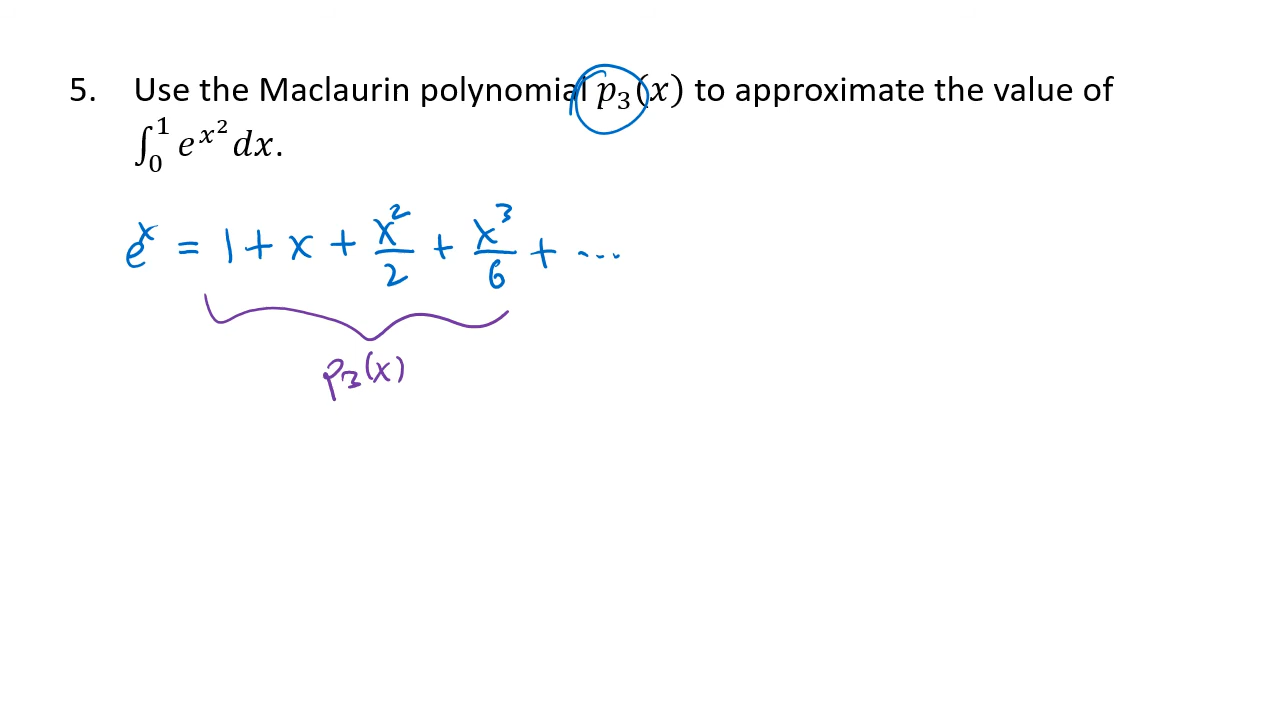 5. Use the Maclaurin polynomial p₃(x) to approximate the value of
∫₀¹ e^{x²} dx.
e^x = 1 + x + x²/2 + x³/6 + ...
p₃(x)